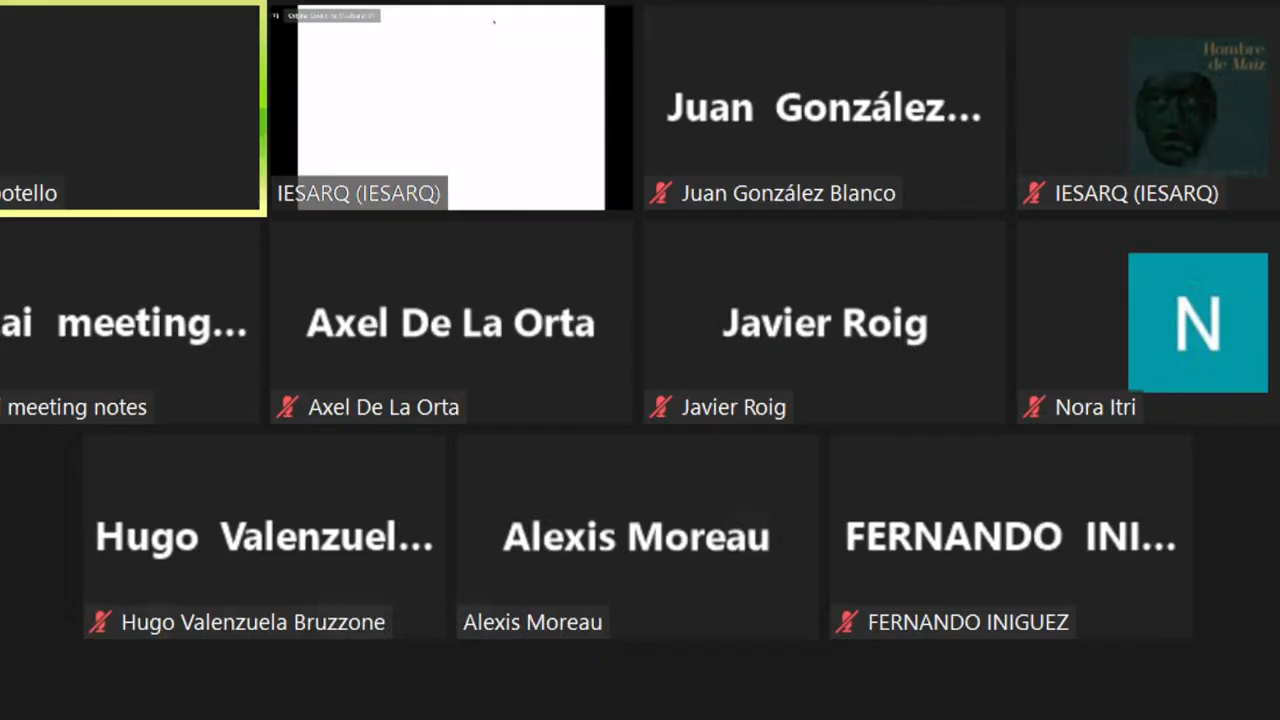 otello
IESARQ (IESARQ)
Juan González...
Juan González Blanco
Hombre
de Maíz
IESARQ (IESARQ)
ai meeting...
meeting notes
Axel De La Orta
Axel De La Orta
Javier Roig
Javier Roig
N
Nora Itri
Hugo Valenzuel...
Hugo Valenzuela Bruzzone
Alexis Moreau
Alexis Moreau
FERNANDO INI...
FERNANDO INIGUEZ